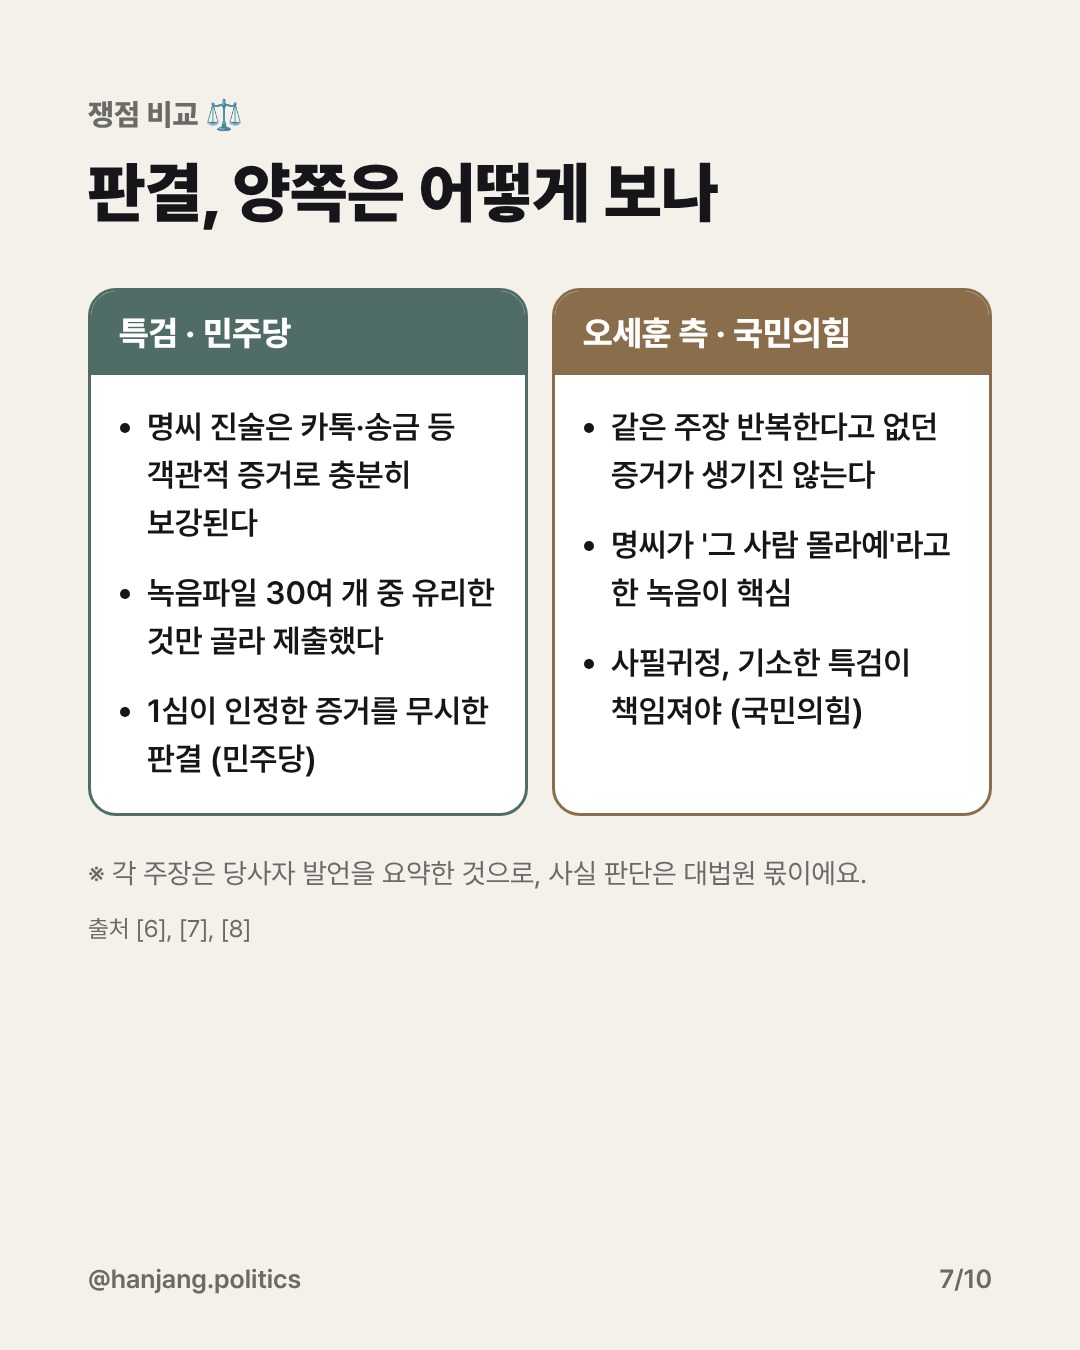 쟁점 비교 ⚖️
판결, 양쪽은 어떻게 보나
특검 · 민주당
• 명씨 진술은 카톡·송금 등
객관적 증거로 충분히
보강된다
• 녹음파일 30여 개 중 유리한
것만 골라 제출했다
• 1심이 인정한 증거를 무시한
판결 (민주당)
오세훈 측 · 국민의힘
• 같은 주장 반복한다고 없던
증거가 생기진 않는다
• 명씨가 '그 사람 몰라예'라고
한 녹음이 핵심
• 사필귀정, 기소한 특검이
책임져야 (국민의힘)
※ 각 주장은 당사자 발언을 요약한 것으로, 사실 판단은 대법원 몫이에요.
출처 [6], [7], [8]
@hanjang.politics
7/10